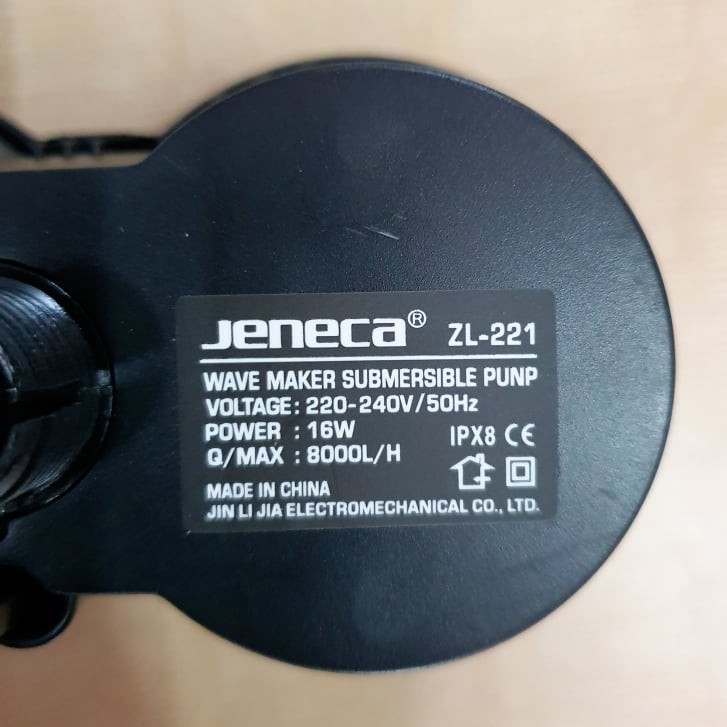 Jeneca® ZL-221
WAVE MAKER SUBMERSIBLE PUNP
VOLTAGE: 220-240V/50Hz
POWER : 16W
IPX8 CE
Q/MAX : 8000L/H
MADE IN CHINA
JIN LI JIA ELECTROMECHANICAL CO., LTD.